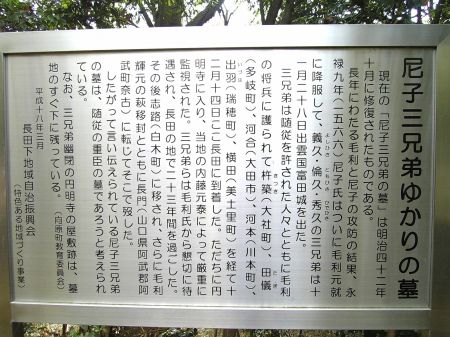 尼子三兄弟ゆかりの墓
現在の「尼子三兄弟の墓」は明治四十二年
十月に修復されたものである。
長年にわたる毛利と尼子の攻防の結果、永
禄九年(一五六六)尼子氏はついに毛利元就
に降服して、義久・倫久・秀久の三兄弟は十
一月二十八日出雲国富田城を出た。
三兄弟は随従を許された人々とともに毛利
の将兵に護られて杵築(大社町)、田儀
(多岐町)、河合(大田市)、河本(川本町)、
出羽(瑞穂町)、横田(美土里町)を経て十
二月十四日ここ長田に到着した。ただちに円
明寺に入り、当地の内藤元泰によって厳重に
監視された。三兄弟らは毛利氏から懇切に待
遇され、長田の地で二十三年間を過ごした。
その後志路(白木町)に移され、さらに毛利
輝元の萩移封とともに長門(山口県阿武郡阿
武町奈古)に転じてそこで歿した。
したがって言い伝えられている尼子三兄弟
の墓は、随従の重臣の墓であろうと考えられ
ている。
なお、三兄弟幽閉の円明寺の屋敷跡は、墓
地のすぐ下に残っている。(向原町教育委員会)
平成十八年三月
長田下地域自治振興会
(特色ある地域づくり事業)